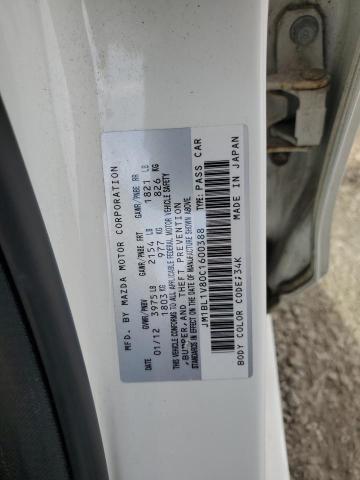 MFD. BY MAZDA MOTOR CORPORATION
GVWR/PNBV GAWR/PNBE FRT GAWR/PNBE RR
01/12 3975 LB 2154 LB 1821 LB
1803 KG 977 KG 826 KG
THIS VEHICLE CONFORMS TO ALL APPLICABLE FEDERAL MOTOR VEHICLE SAFETY
,BUMPER,AND THEFT PREVENTION
STANDARDS IN EFFECT ON THE DATE OF MANUFACTURE SHOWN ABOVE.
JM1BL1V80C1600388 TYPE: PASS CAR
BODY COLOR CODE;34K MADE IN JAPAN